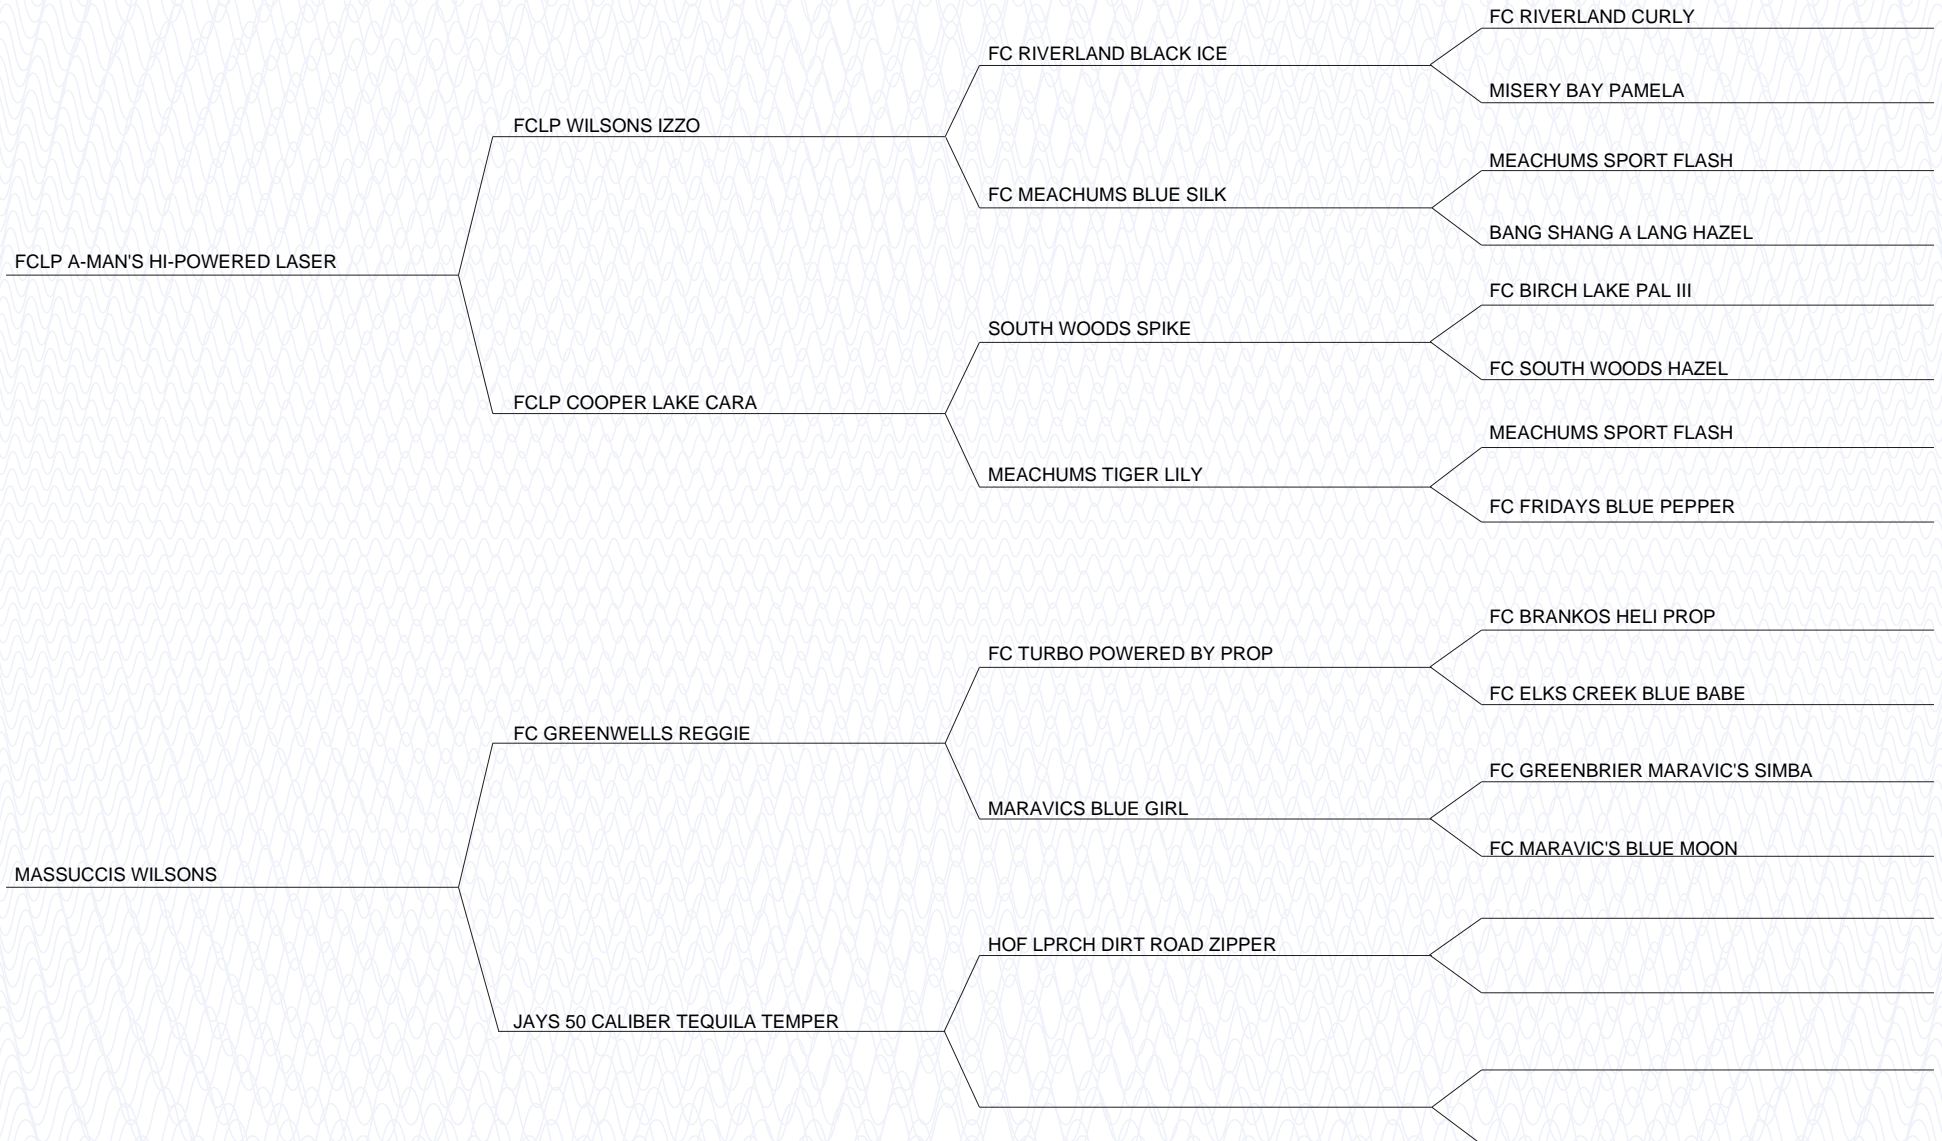 FC RIVERLAND CURLY
FC RIVERLAND BLACK ICE
MISERY BAY PAMELA
FCLP WILSONS IZZO
MEACHUMS SPORT FLASH
FC MEACHUMS BLUE SILK
BANG SHANG A LANG HAZEL
FCLP A-MAN'S HI-POWERED LASER
FC BIRCH LAKE PAL III
SOUTH WOODS SPIKE
FC SOUTH WOODS HAZEL
FCLP COOPER LAKE CARA
MEACHUMS SPORT FLASH
MEACHUMS TIGER LILY
FC FRIDAYS BLUE PEPPER
FC BRANKOS HELI PROP
FC TURBO POWERED BY PROP
FC ELKS CREEK BLUE BABE
FC GREENWELLS REGGIE
FC GREENBRIER MARAVIC'S SIMBA
MARAVICS BLUE GIRL
FC MARAVIC'S BLUE MOON
MASSUCCIS WILSONS
HOF LPRCH DIRT ROAD ZIPPER
JAYS 50 CALIBER TEQUILA TEMPER